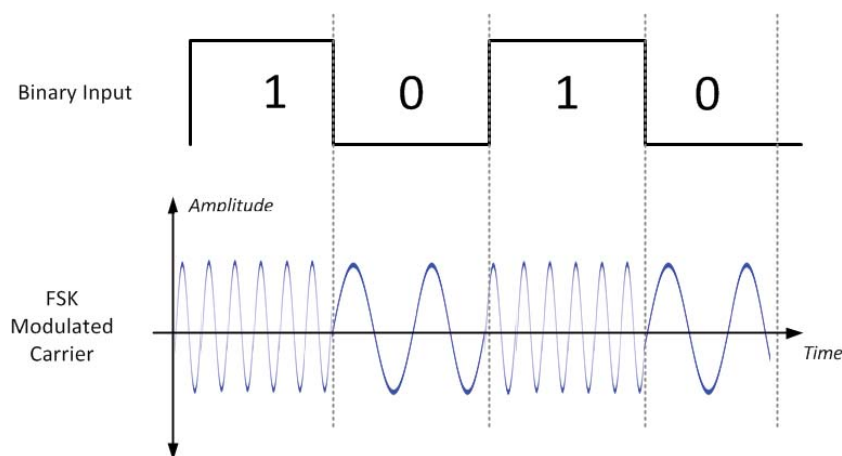 Binary Input
1 0 1 0
Amplitude
FSK
Modulated
Carrier
Time